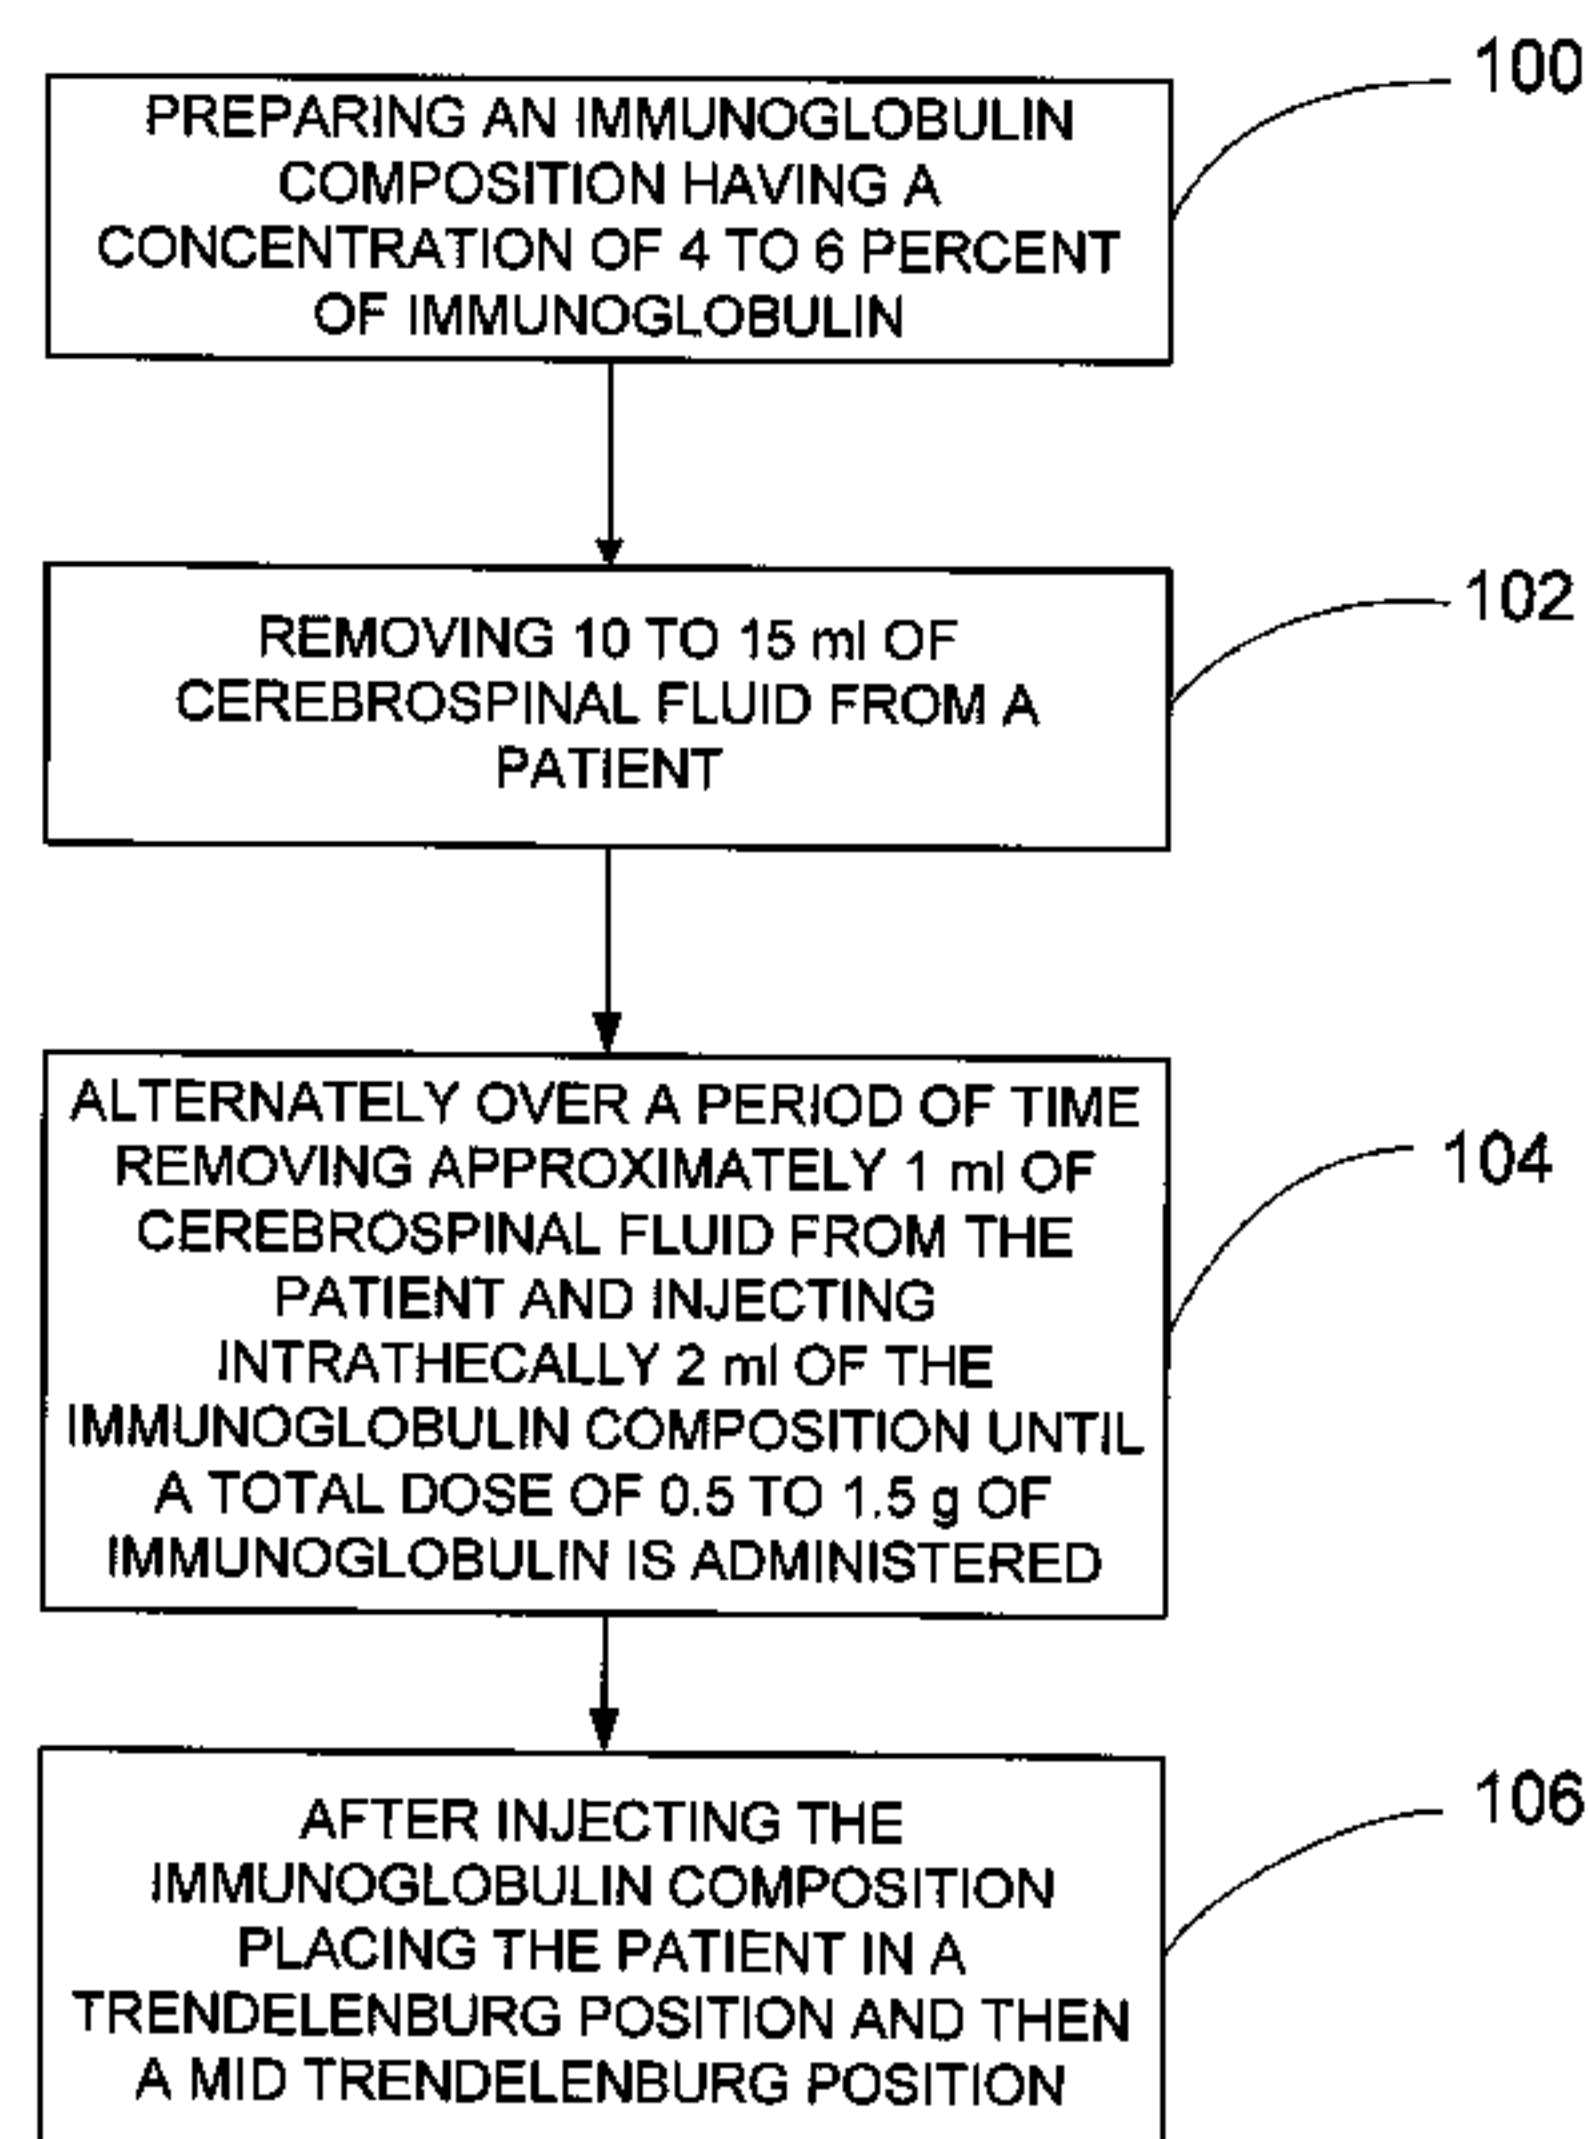 100
PREPARING AN IMMUNOGLOBULIN
COMPOSITION HAVING A
CONCENTRATION OF 4 TO 6 PERCENT
OF IMMUNOGLOBULIN
102
REMOVING 10 TO 15 ml OF
CEREBROSPINAL FLUID FROM A
PATIENT
104
ALTERNATELY OVER A PERIOD OF TIME
REMOVING APPROXIMATELY 1 ml OF
CEREBROSPINAL FLUID FROM THE
PATIENT AND INJECTING
INTRATHECALLY 2 ml OF THE
IMMUNOGLOBULIN COMPOSITION UNTIL
A TOTAL DOSE OF 0.5 TO 1.5 g OF
IMMUNOGLOBULIN IS ADMINISTERED
106
AFTER INJECTING THE
IMMUNOGLOBULIN COMPOSITION
PLACING THE PATIENT IN A
TRENDELENBURG POSITION AND THEN
A MID TRENDELENBURG POSITION